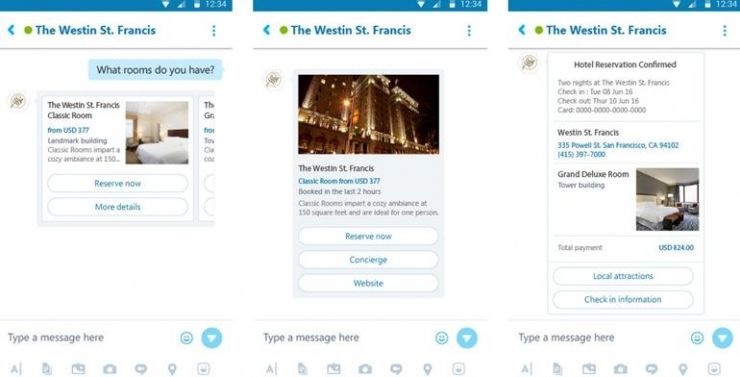 12:34
The Westin St. Francis
What rooms do you have?
The Westin St. Francis
Classic Room
from USD 377
Landmark building
Classic Rooms impart a
cozy ambiance at 150...
Reserve now
More details
Th
Gra
fro
Type a message here
A
12:34
The Westin St. Francis
The Westin St. Francis
Classic Room from USD 377
Booked in the last 2 hours
Classic Rooms impart a cozy ambiance at
150 square feet and are ideal for one person.
Reserve now
Concierge
Website
Type a message here
A
12:34
The Westin St. Francis
Hotel Reservation Confirmed
Two nights at The Westin St. Francis
Check in : Tue 08 Jun 16
Check out: Thur 10 Jun 16
Card: 0000-0000-0000-0000
Westin St. Francis
335 Powell St. San Francisco, CA 94102
(415) 397-7000
Grand Deluxe Room
Tower building
Total payment USD 824.00
Local attractions
Check in information
Type a message here
A